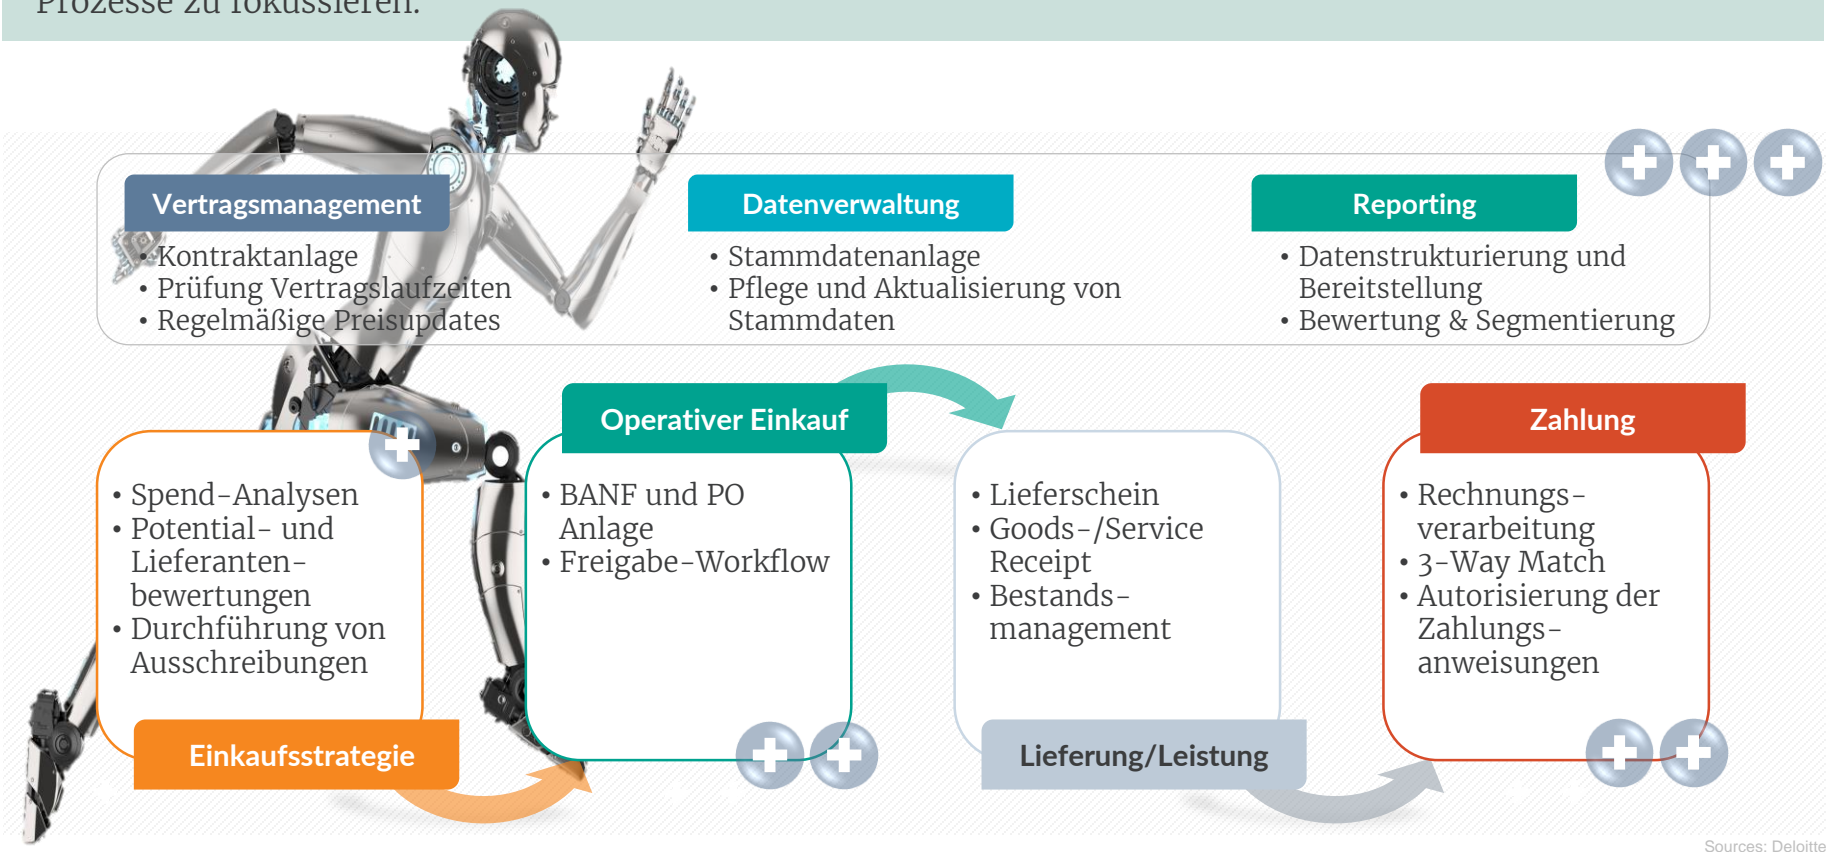 Prozesse zu fokussieren.
Vertragsmanagement
• Kontraktanlage
• Prüfung Vertragslaufzeiten
• Regelmäßige Preisupdates
Datenverwaltung
• Stammdatenanlage
• Pflege und Aktualisierung von
Stammdaten
Reporting
• Datenstrukturierung und
Bereitstellung
• Bewertung & Segmentierung
• Spend-Analysen
• Potential- und
Lieferanten-
bewertungen
• Durchführung von
Ausschreibungen
Einkaufsstrategie
Operativer Einkauf
• BANF und PO
Anlage
• Freigabe-Workflow
• Lieferschein
• Goods-/Service
Receipt
• Bestands-
management
Lieferung/Leistung
Zahlung
• Rechnungs-
verarbeitung
• 3-Way Match
• Autorisierung der
Zahlungs-
anweisungen
Sources: Deloitte